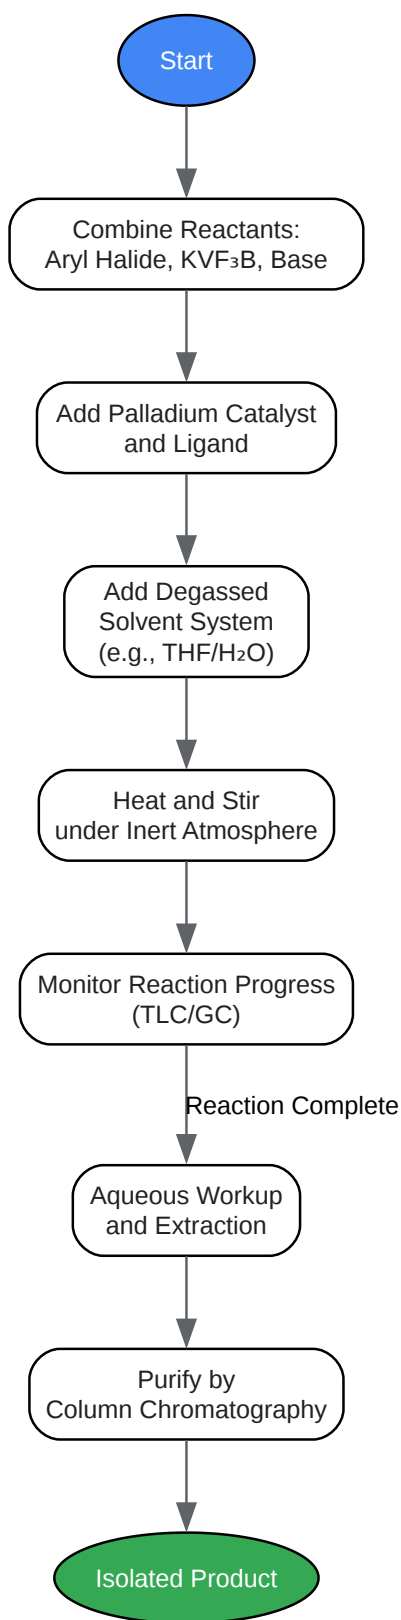 Start
Combine Reactants:
Aryl Halide, KVF₃B, Base
Add Palladium Catalyst
and Ligand
Add Degassed
Solvent System
(e.g., THF/H₂O)
Heat and Stir
under Inert Atmosphere
Monitor Reaction Progress
(TLC/GC)
Reaction Complete
Aqueous Workup
and Extraction
Purify by
Column Chromatography
Isolated Product